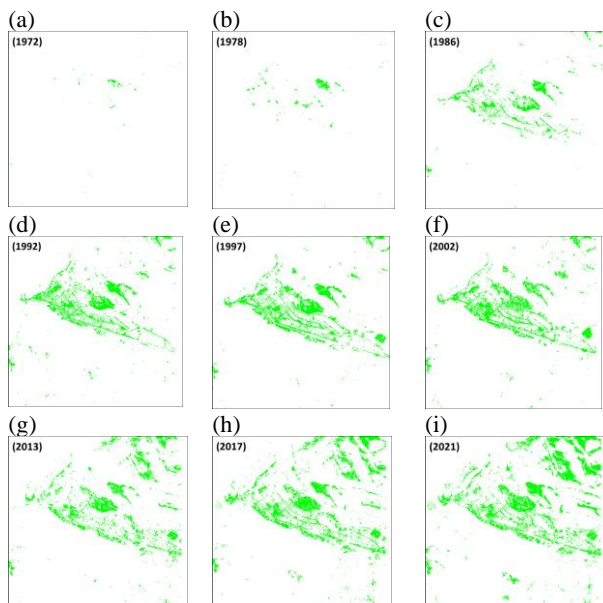 (a)
(b)
(c)
(1972)
(1978)
(1986)
(d)
(e)
(f)
(1992)
(1997)
(2002)
(g)
(h)
(i)
(2013)
(2017)
(2021)